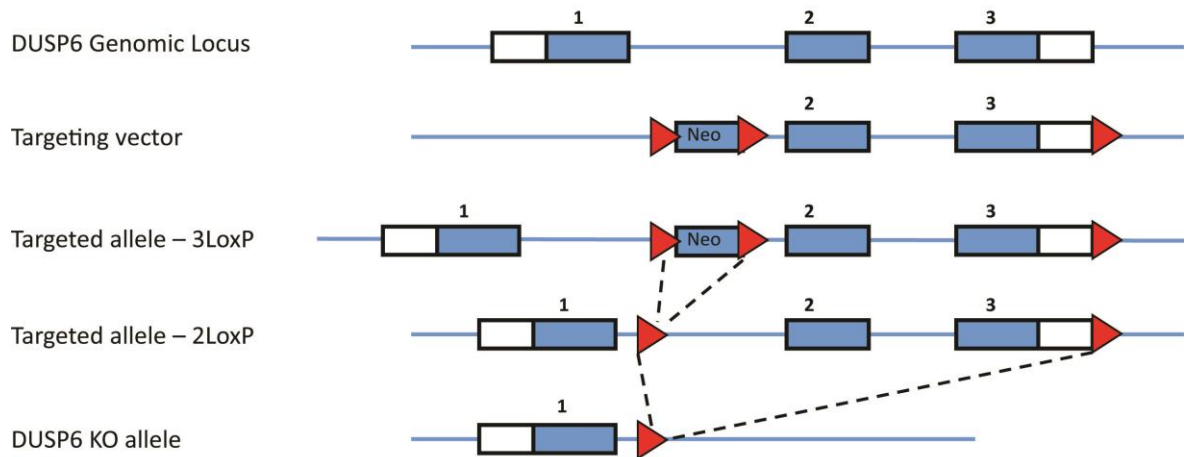 1 2 3
DUSP6 Genomic Locus
2 3
Targeting vector Neo
1 2 3
Targeted allele – 3LoxP Neo
1 2 3
Targeted allele – 2LoxP
1
DUSP6 KO allele